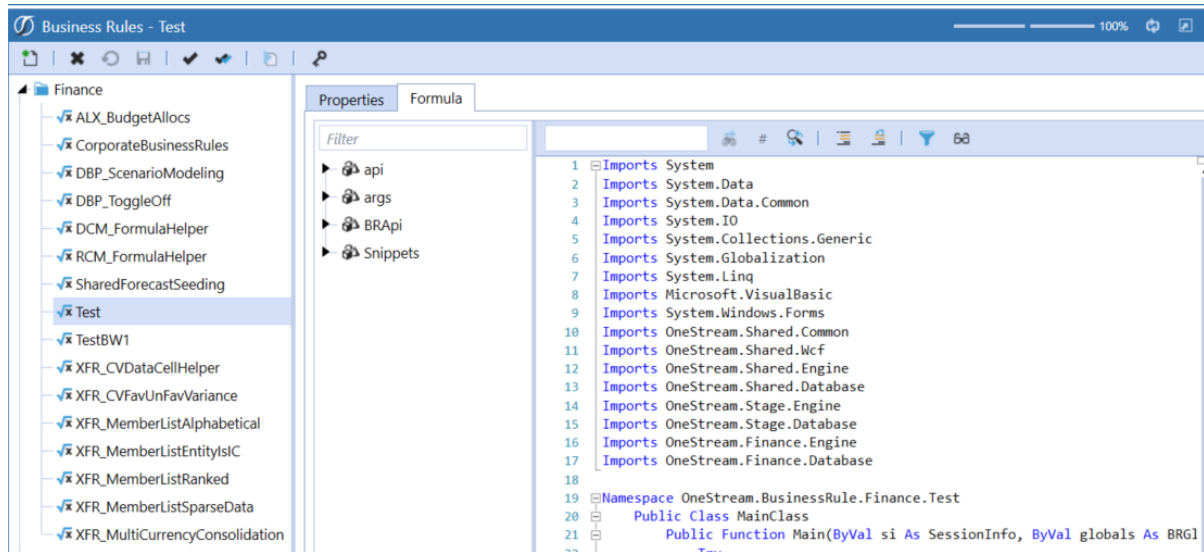 Business Rules - Test
100%
Finance
ALX_BudgetAllocs
CorporateBusinessRules
DBP_ScenarioModeling
DBP_ToggleOff
DCM_FormulaHelper
RCM_FormulaHelper
SharedForecastSeeding
Test
TestBW1
XFR_CVDataCellHelper
XFR_CVFavUnFavVariance
XFR_MemberListAlphabetical
XFR_MemberListEntityIsIC
XFR_MemberListRanked
XFR_MemberListSparseData
XFR_MultiCurrencyConsolidation
Properties Formula
Filter
api
args
BRApi
Snippets
#
1 Imports System
2 Imports System.Data
3 Imports System.Data.Common
4 Imports System.IO
5 Imports System.Collections.Generic
6 Imports System.Globalization
7 Imports System.Linq
8 Imports Microsoft.VisualBasic
9 Imports System.Windows.Forms
10 Imports OneStream.Shared.Common
11 Imports OneStream.Shared.Wcf
12 Imports OneStream.Shared.Engine
13 Imports OneStream.Shared.Database
14 Imports OneStream.Stage.Engine
15 Imports OneStream.Stage.Database
16 Imports OneStream.Finance.Engine
17 Imports OneStream.Finance.Database
18
19 Namespace OneStream.BusinessRule.Finance.Test
20 Public Class MainClass
21 Public Function Main(ByVal si As SessionInfo, ByVal globals As BRGl